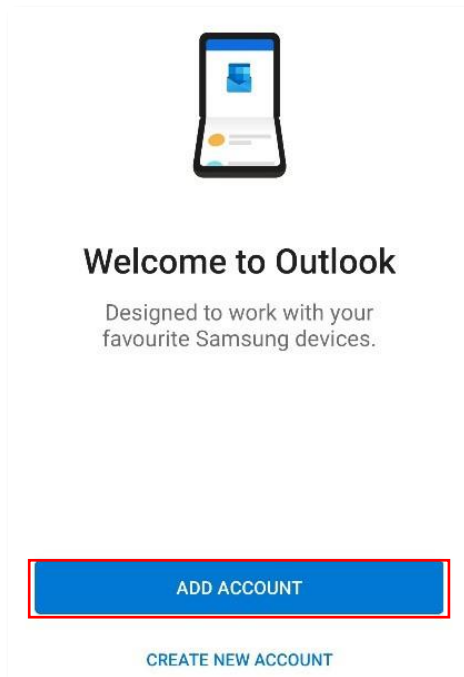 Welcome to Outlook
Designed to work with your
favourite Samsung devices.
ADD ACCOUNT
CREATE NEW ACCOUNT